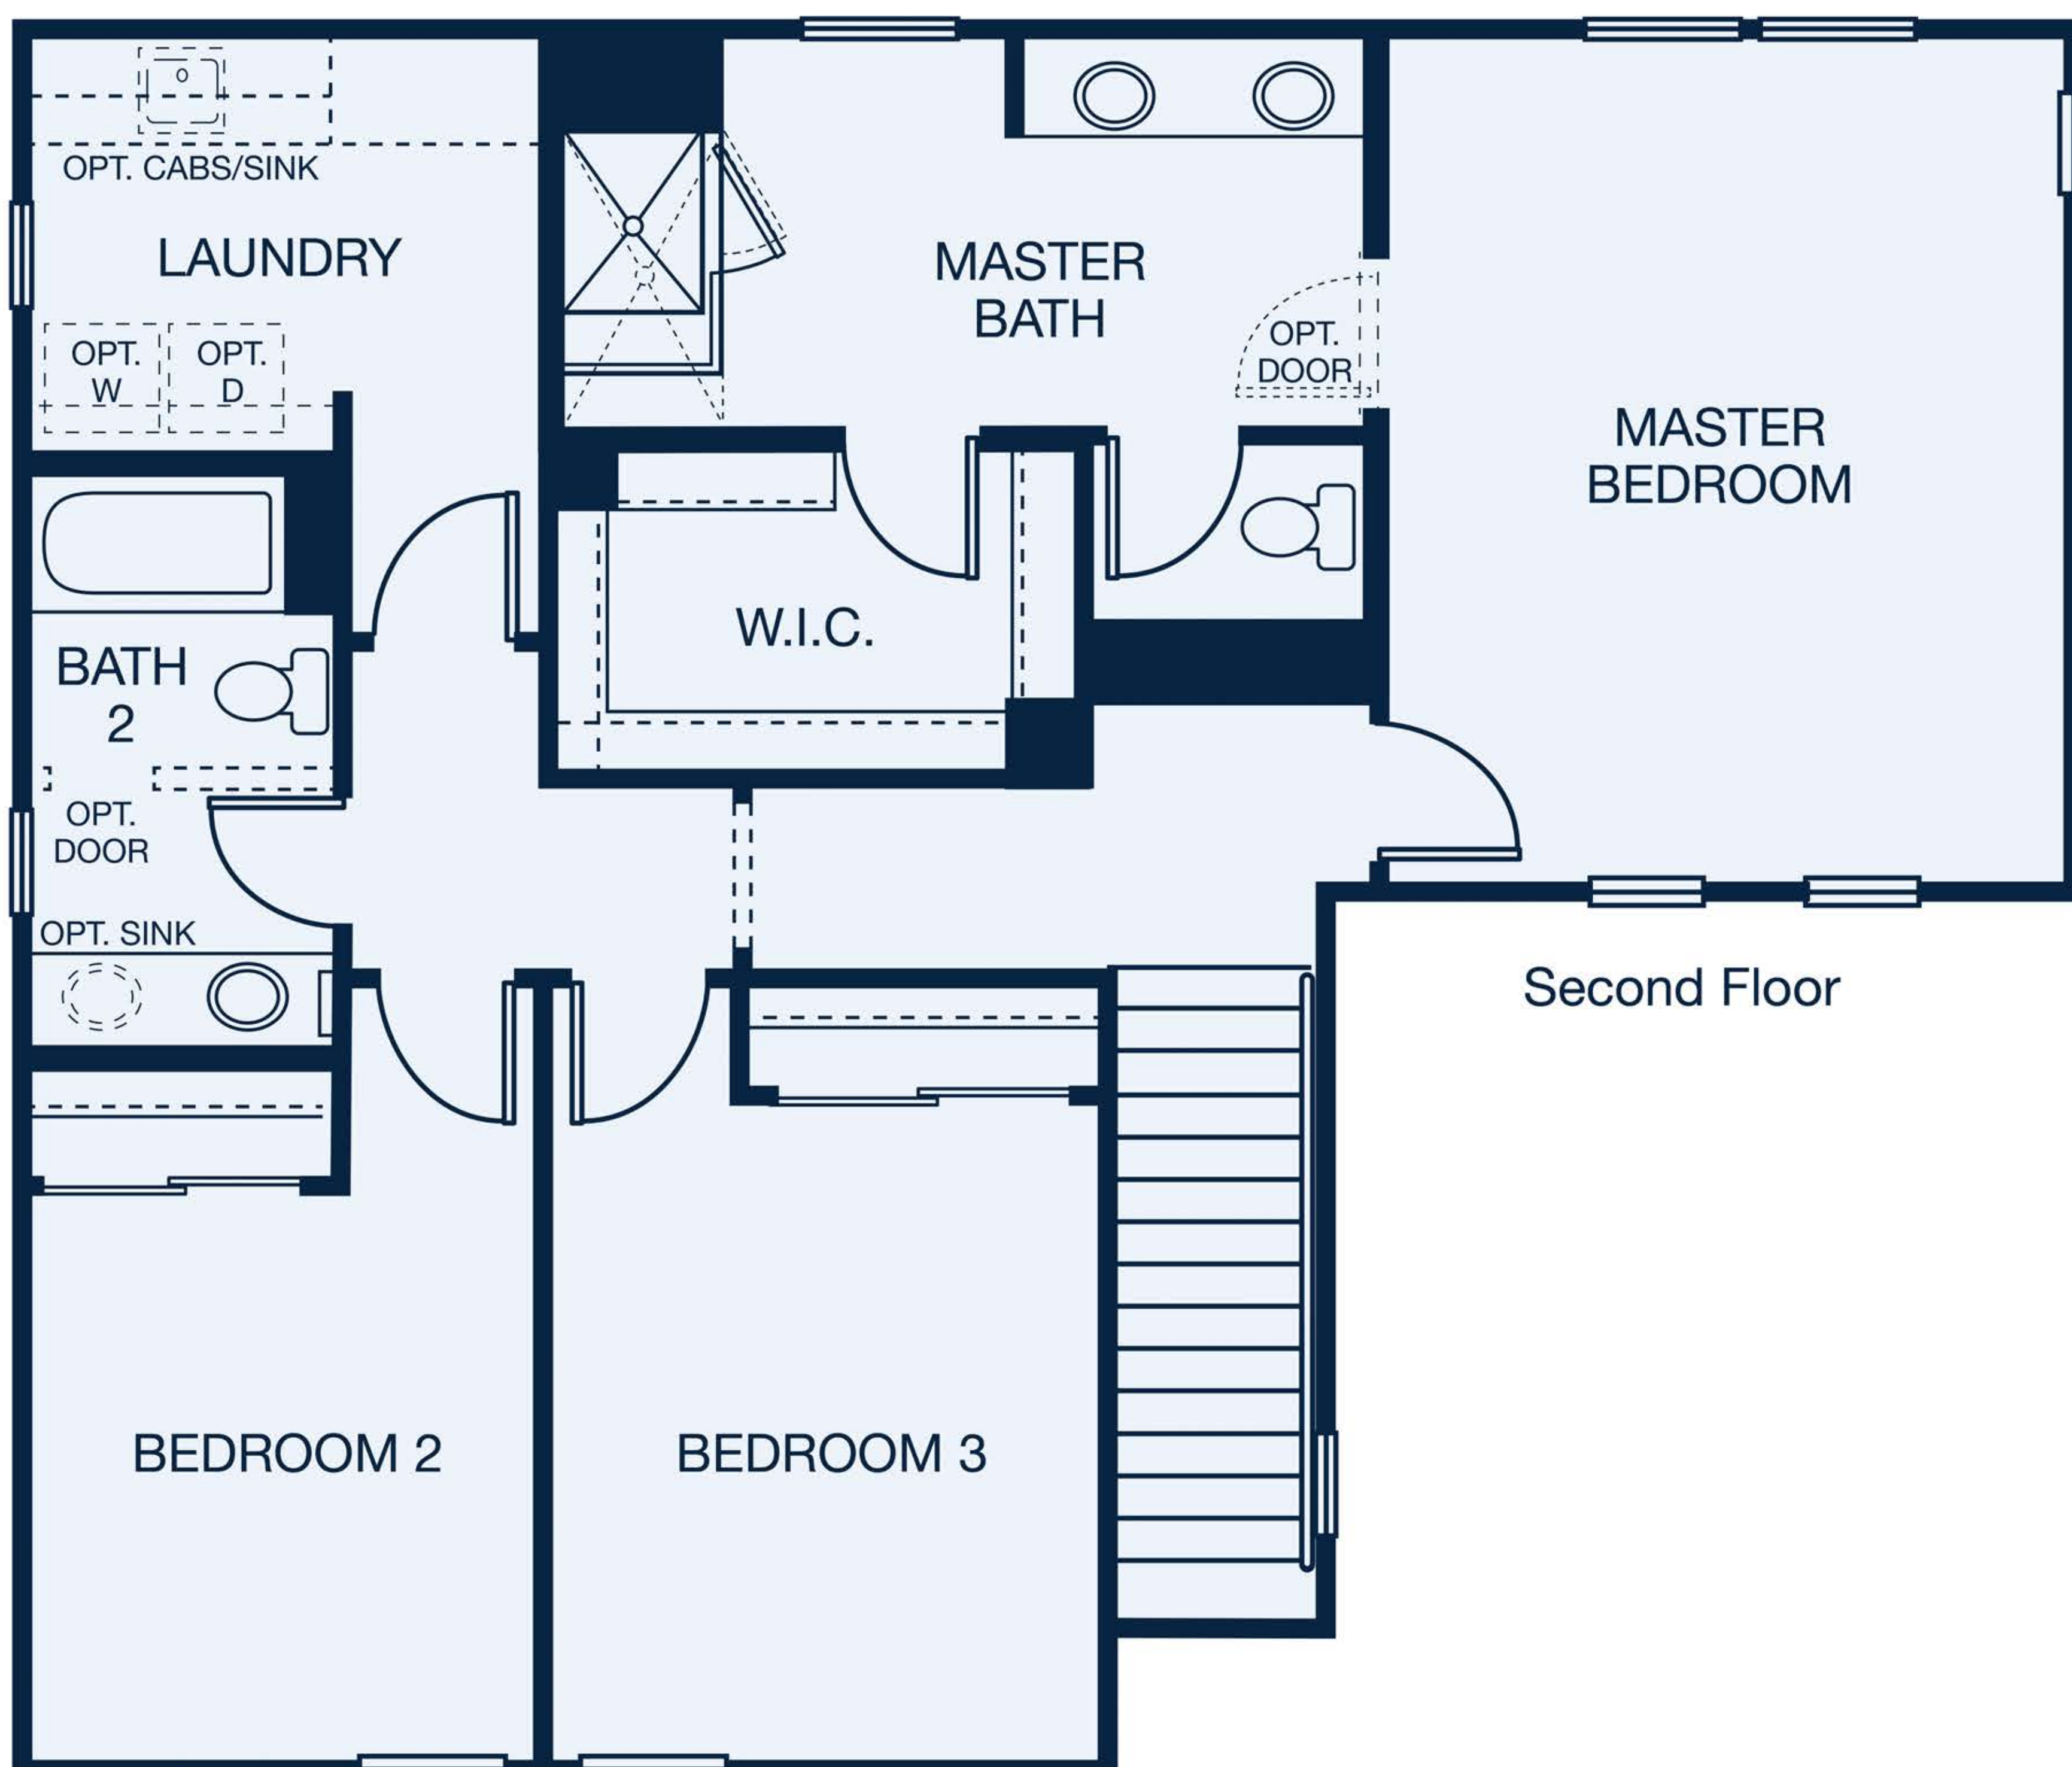 OPT. CABS/SINK
LAUNDRY
OPT.
W
OPT.
D
MASTER
BATH
OPT.
DOOR
MASTER
BEDROOM
W.I.C.
BATH
2
OPT.
DOOR
OPT. SINK
Second Floor
BEDROOM 2
BEDROOM 3